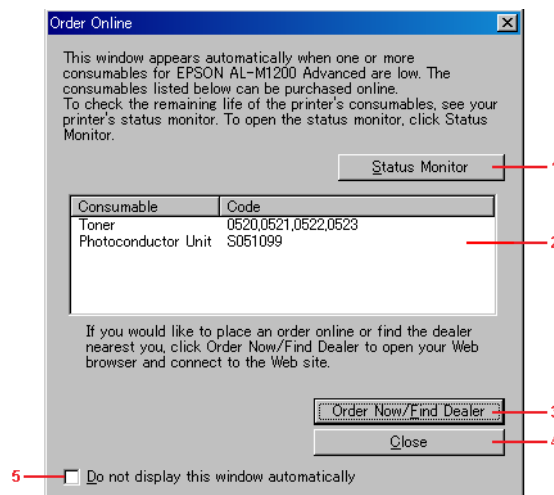 Order Online
This window appears automatically when one or more
consumables for EPSON AL-M1200 Advanced are low. The
consumables listed below can be purchased online.
To check the remaining life of the printer's consumables, see your
printer's status monitor. To open the status monitor, click Status
Monitor.
Status Monitor 1
Consumable Code
Toner 0520,0521,0522,0523
Photoconductor Unit S051099
2
If you would like to place an order online or find the dealer
nearest you, click Order Now/Find Dealer to open your Web
browser and connect to the Web site.
Order Now/Find Dealer 3
Close 4
5 Do not display this window automatically